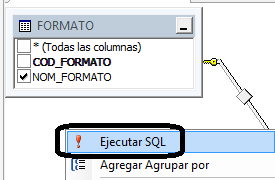 FORMATO
* (Todas las columnas)
COD_FORMATO
NOM_FORMATO
Ejecutar SQL
Agregar Agrupar por